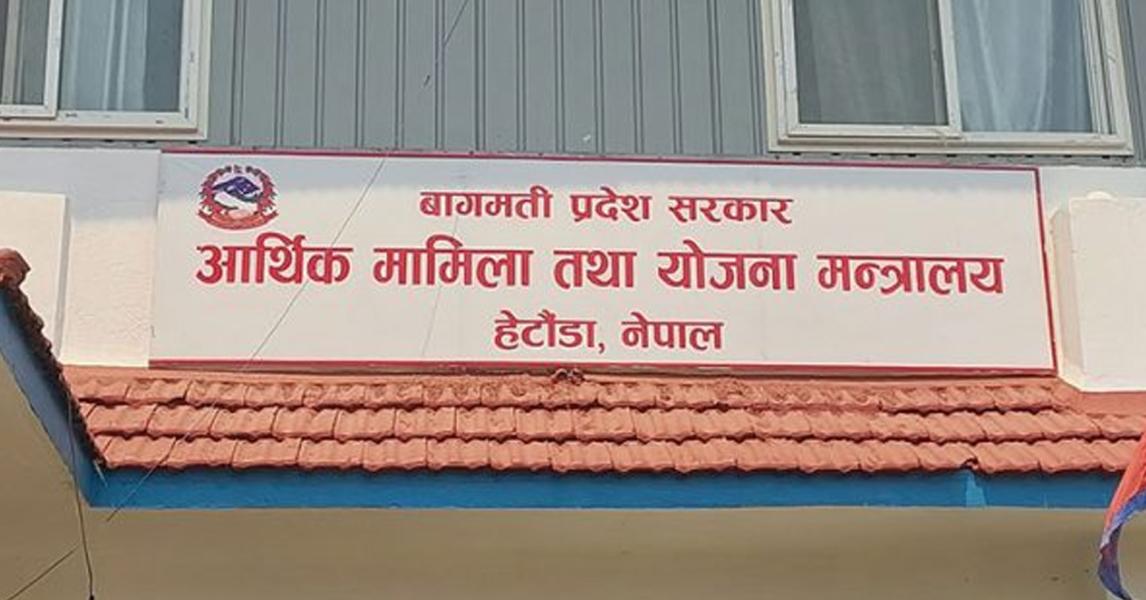 बागमती प्रदेश सरकार
आर्थिक मामिला तथा योजना मन्त्रालय
हेटौंडा, नेपाल